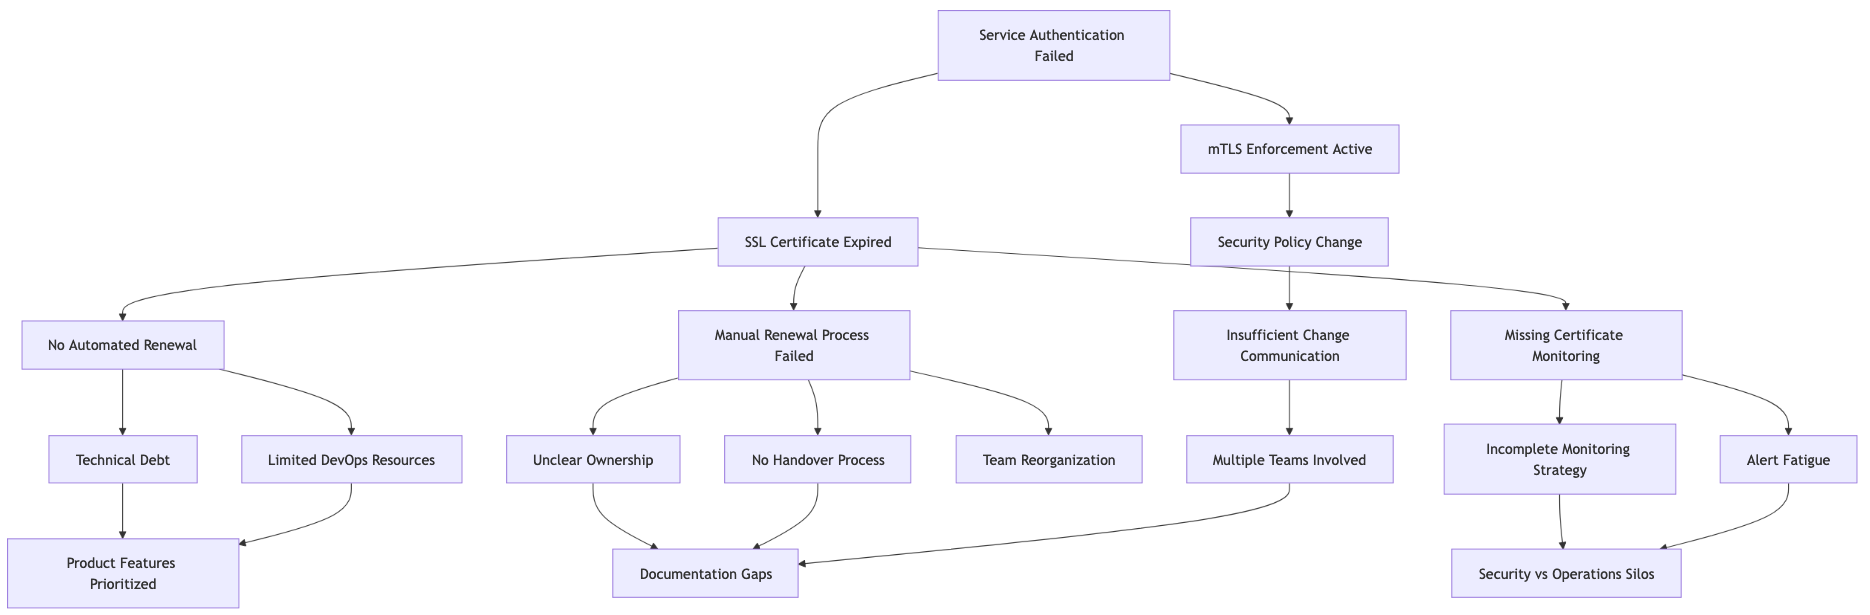 Service Authentication
Failed
mTLS Enforcement Active
SSL Certificate Expired
Security Policy Change
No Automated Renewal
Manual Renewal Process
Failed
Insufficient Change
Communication
Missing Certificate
Monitoring
Technical Debt
Limited DevOps Resources
Unclear Ownership
No Handover Process
Team Reorganization
Multiple Teams Involved
Incomplete Monitoring
Strategy
Alert Fatigue
Product Features
Prioritized
Documentation Gaps
Security vs Operations Silos